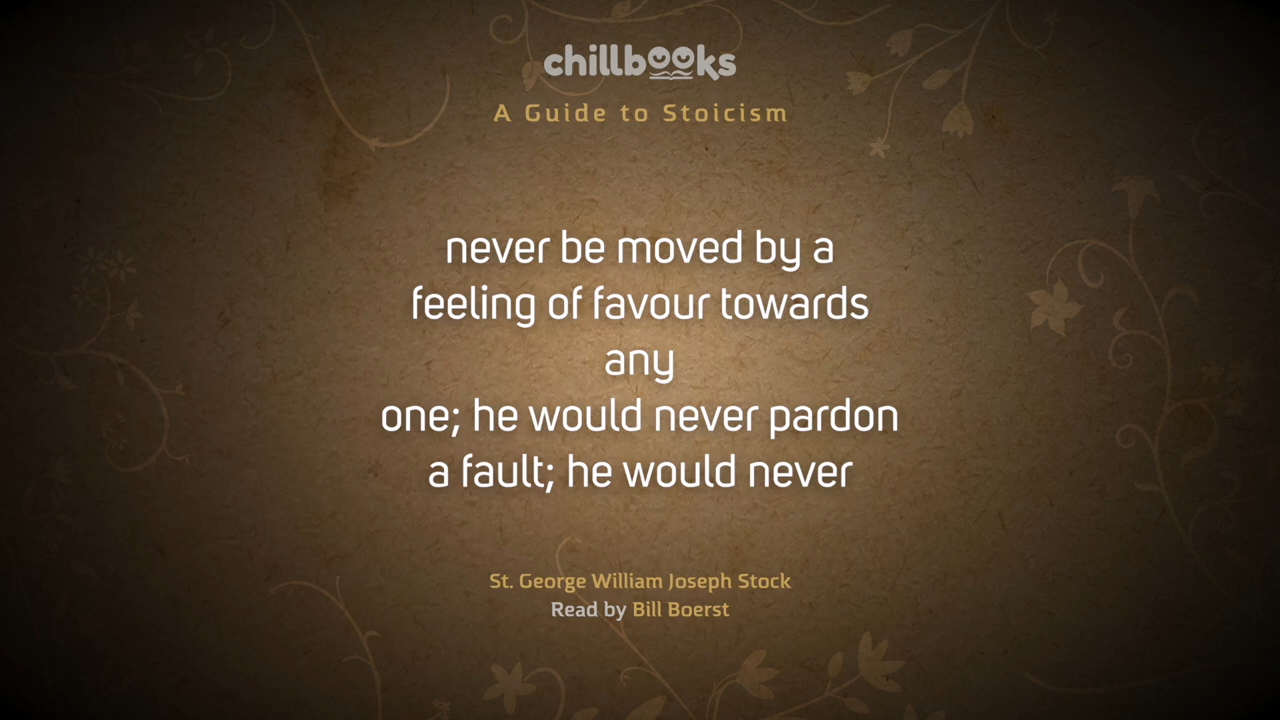 chillbooks
A Guide to Stoicism
never be moved by a
feeling of favour towards
any
one; he would never pardon
a fault; he would never
St. George William Joseph Stock
Read by Bill Boerst